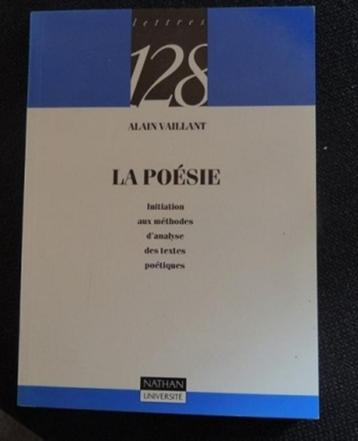 lettres
128
ALAIN VAILLANT
LA POÉSIE
Initiation
aux méthodes
d'analyse
des textes
poétiques
NATHAN
UNIVERSITÉ